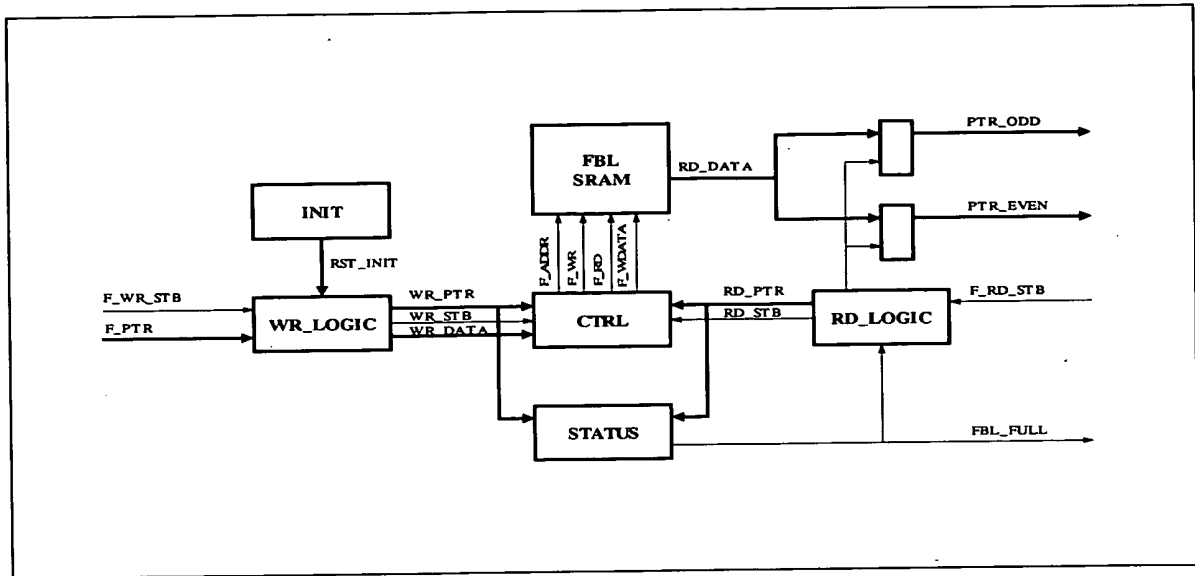 PTR_ODD
FBL
SRAM
RD_DATA
INIT
PTR_EVEN
F_ADDR
F_WR
F_RD
F_WDATA
RST_INIT
F_WR_STB
WR_PTR
RD_PTR
F_RD_STB
WR_LOGIC
WR_STB
CTRL
RD_STB
RD_LOGIC
F_PTR
WR_DATA
STATUS
FBL_FULL